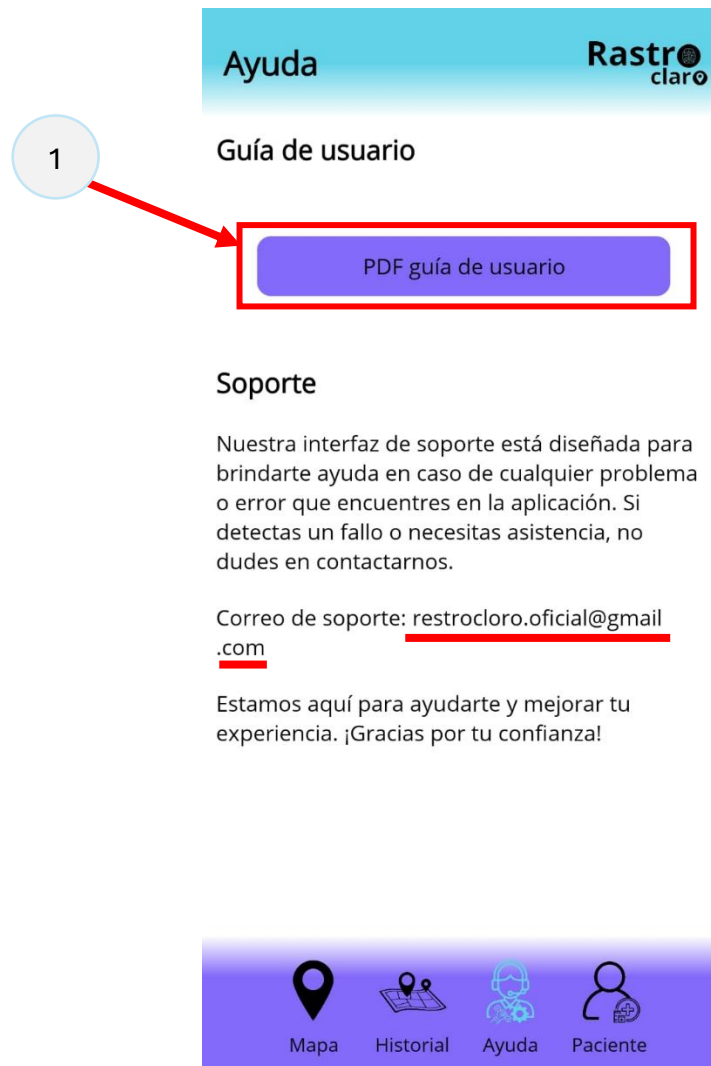 Ayuda
Rastro
claro
1
Guía de usuario
PDF guía de usuario
Soporte
Nuestra interfaz de soporte está diseñada para
brindarte ayuda en caso de cualquier problema
o error que encuentres en la aplicación. Si
detectas un fallo o necesitas asistencia, no
dudes en contactarnos.
Correo de soporte: restrocloro.oficial@gmail
.com
Estamos aquí para ayudarte y mejorar tu
experiencia. ¡Gracias por tu confianza!
Mapa Historial Ayuda Paciente